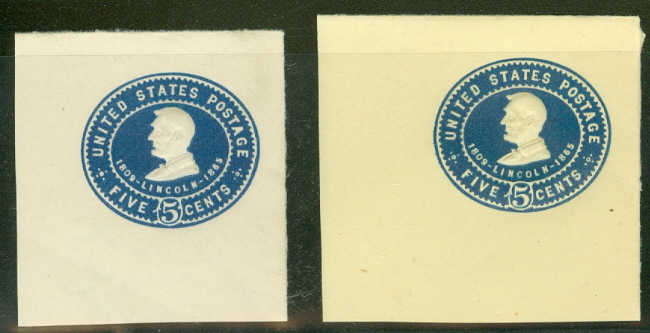 UNITED STATES POSTAGE
1809-LINCOLN-1865
FIVE 5 CENTS
UNITED STATES POSTAGE
1809-LINCOLN-1865
FIVE 5 CENTS